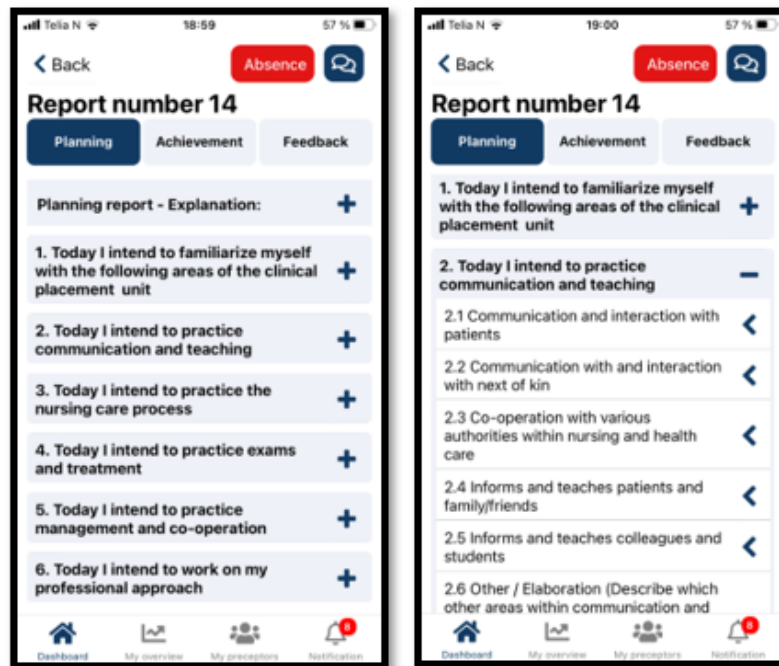 Telia N 18:59 57 %
Back Absence
Report number 14
Planning Achievement Feedback
Planning report - Explanation:
1. Today I intend to familiarize myself
with the following areas of the clinical
placement unit
2. Today I intend to practice
communication and teaching
3. Today I intend to practice the
nursing care process
4. Today I intend to practice exams
and treatment
5. Today I intend to practice
management and co-operation
6. Today I intend to work on my
professional approach
8
Dashboard My overview My preceptors Notification
Telia N 19:00 57 %
Back Absence
Report number 14
Planning Achievement Feedback
1. Today I intend to familiarize myself
with the following areas of the clinical
placement unit
2. Today I intend to practice
communication and teaching
2.1 Communication and interaction with
patients
2.2 Communication with and interaction
with next of kin
2.3 Co-operation with various
authorities within nursing and health
care
2.4 Informs and teaches patients and
family/friends
2.5 Informs and teaches colleagues and
students
2.6 Other / Elaboration (Describe which
other areas within communication and
8
Dashboard My overview My preceptors Notification